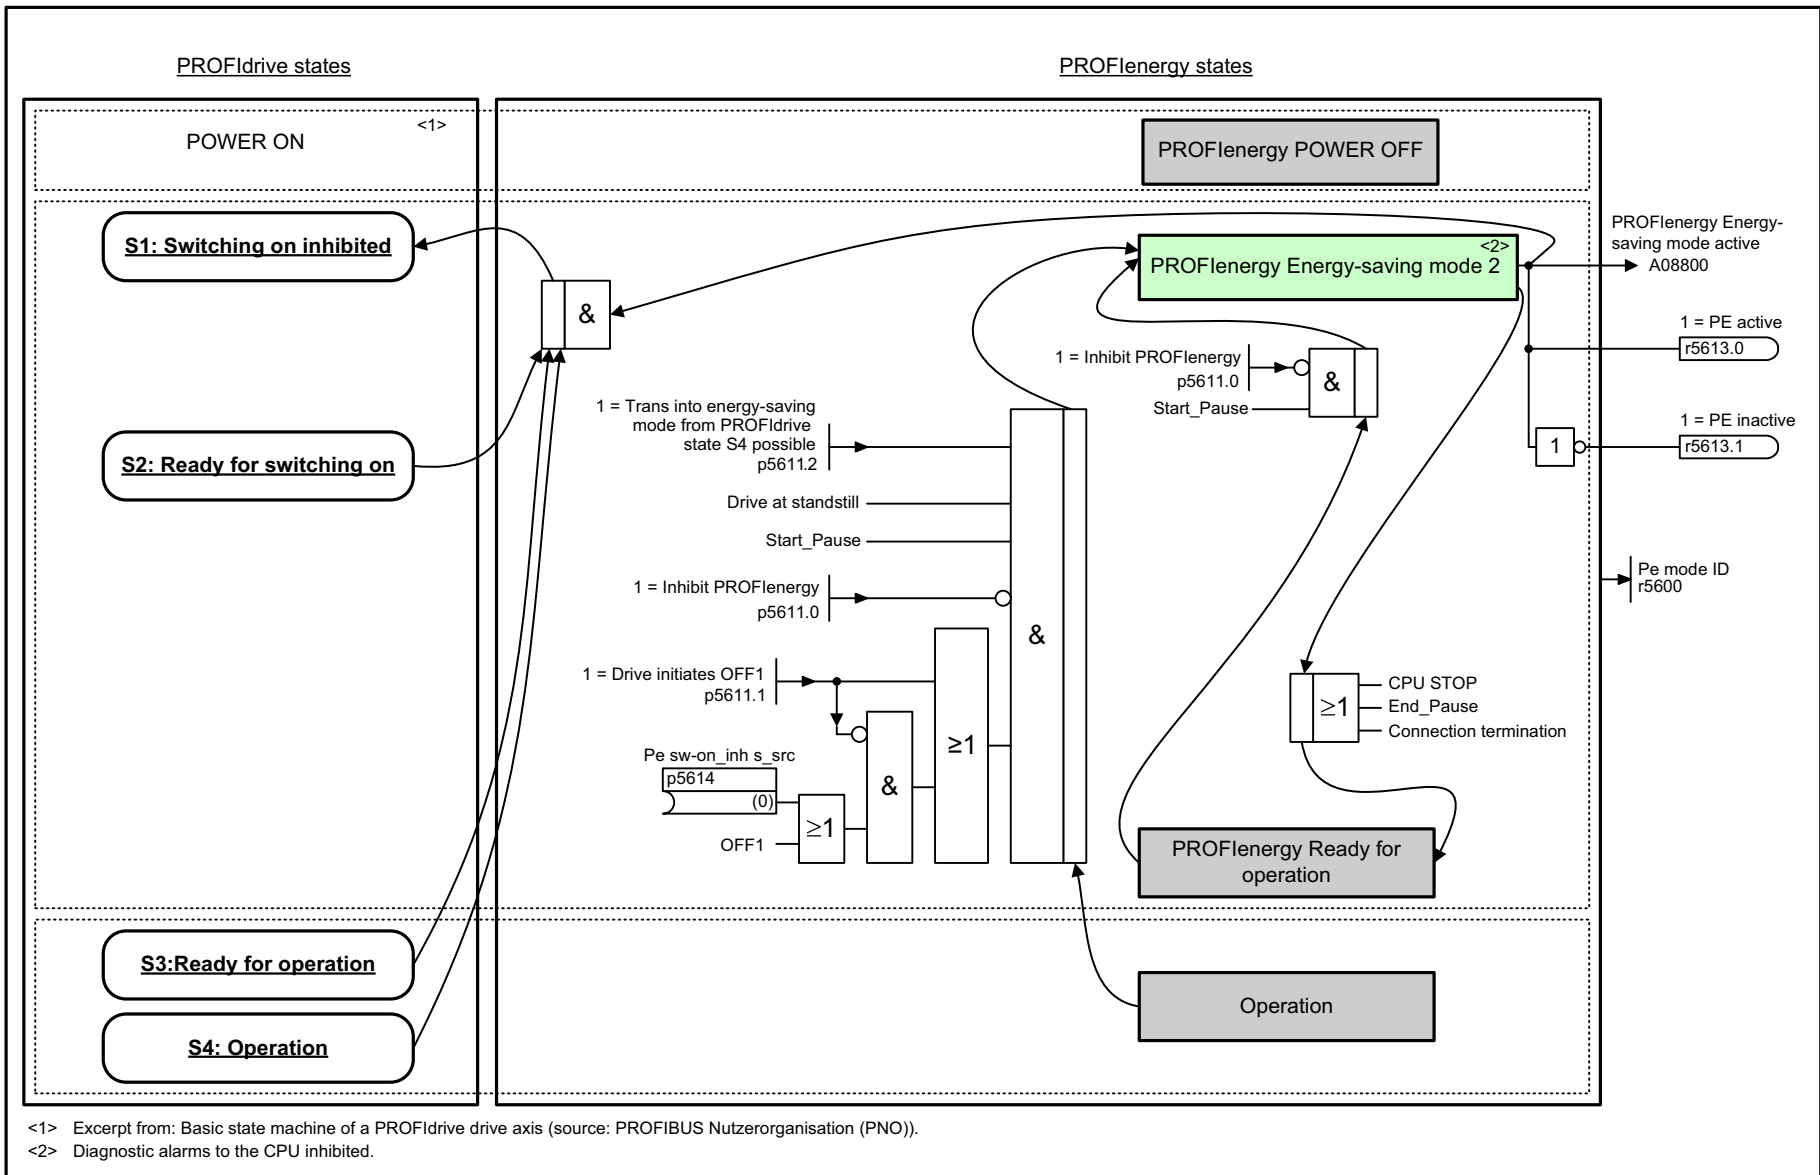 PROFIdrive states
PROFIenergy states
POWER ON
<1>
PROFIenergy POWER OFF
S1: Switching on inhibited
&
S2: Ready for switching on
<2>
PROFIenergy Energy-saving mode 2
PROFIenergy Energy-
saving mode active
A08800
1 = PE active
r5613.0
1 = PE inactive
r5613.1
1
1 = Inhibit PROFIenergy
p5611.0
Start_Pause
&
1 = Trans into energy-saving
mode from PROFIdrive
state S4 possible
p5611.2
Drive at standstill
Start_Pause
1 = Inhibit PROFIenergy
p5611.0
&
Pe mode ID
r5600
1 = Drive initiates OFF1
p5611.1
≥1
&
Pe sw-on_inh s_src
p5614
(0)
≥1
OFF1
≥1
CPU STOP
End_Pause
Connection termination
PROFIenergy Ready for
operation
S3:Ready for operation
S4: Operation
Operation
<1> Excerpt from: Basic state machine of a PROFIdrive drive axis (source: PROFIBUS Nutzerorganisation (PNO)).
<2> Diagnostic alarms to the CPU inhibited.